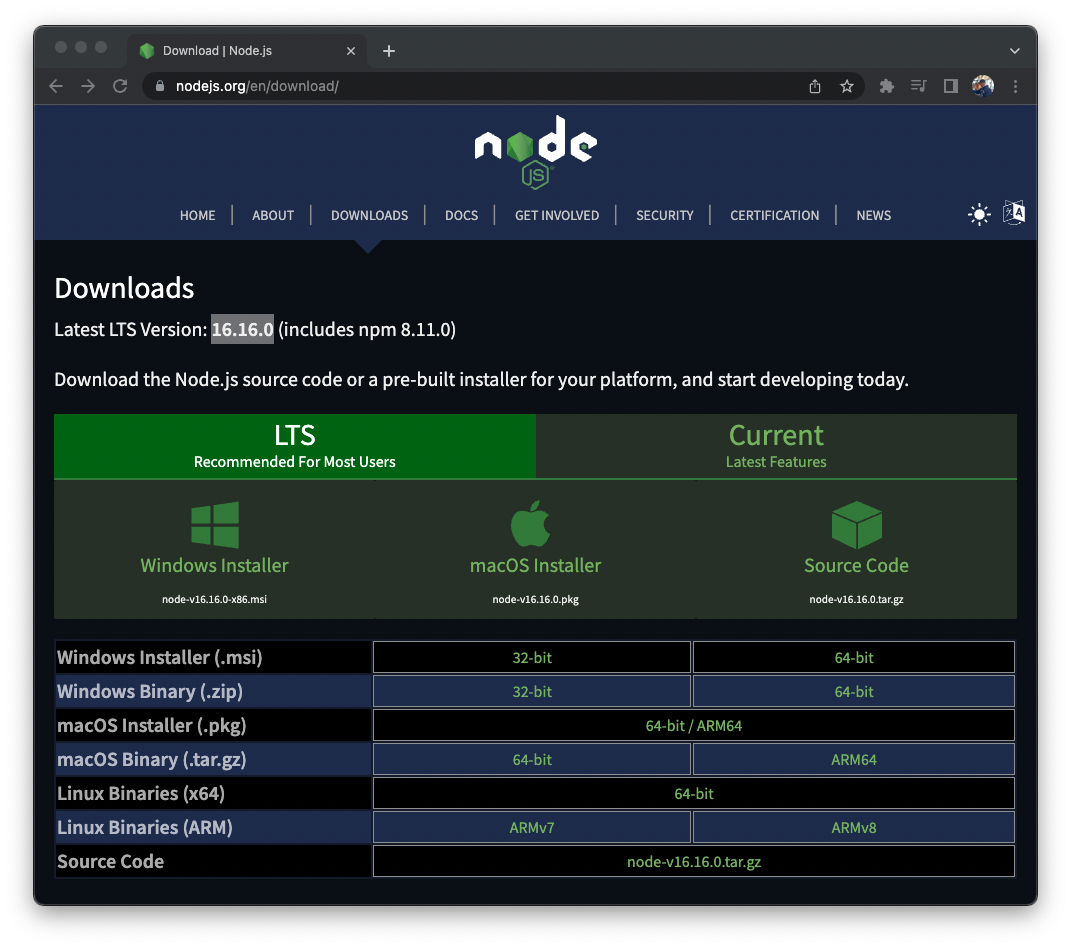 Download | Node.js
nodejs.org/en/download/
node
JS
HOME | ABOUT | DOWNLOADS | DOCS | GET INVOLVED | SECURITY | CERTIFICATION | NEWS
Downloads
Latest LTS Version: 16.16.0 (includes npm 8.11.0)
Download the Node.js source code or a pre-built installer for your platform, and start developing today.
LTS
Recommended For Most Users
Current
Latest Features
Windows Installer
node-v16.16.0-x86.msi
macOS Installer
node-v16.16.0.pkg
Source Code
node-v16.16.0.tar.gz
Windows Installer (.msi) 32-bit 64-bit
Windows Binary (.zip) 32-bit 64-bit
macOS Installer (.pkg) 64-bit / ARM64
macOS Binary (.tar.gz) 64-bit ARM64
Linux Binaries (x64) 64-bit
Linux Binaries (ARM) ARMv7 ARMv8
Source Code node-v16.16.0.tar.gz